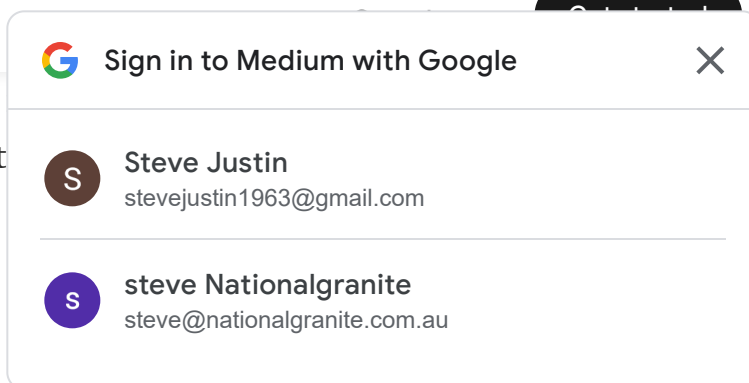 Sign in to Medium with Google
S
Steve Justin
stevejustin1963@gmail.com
s
steve Nationalgranite
steve@nationalgranite.com.au